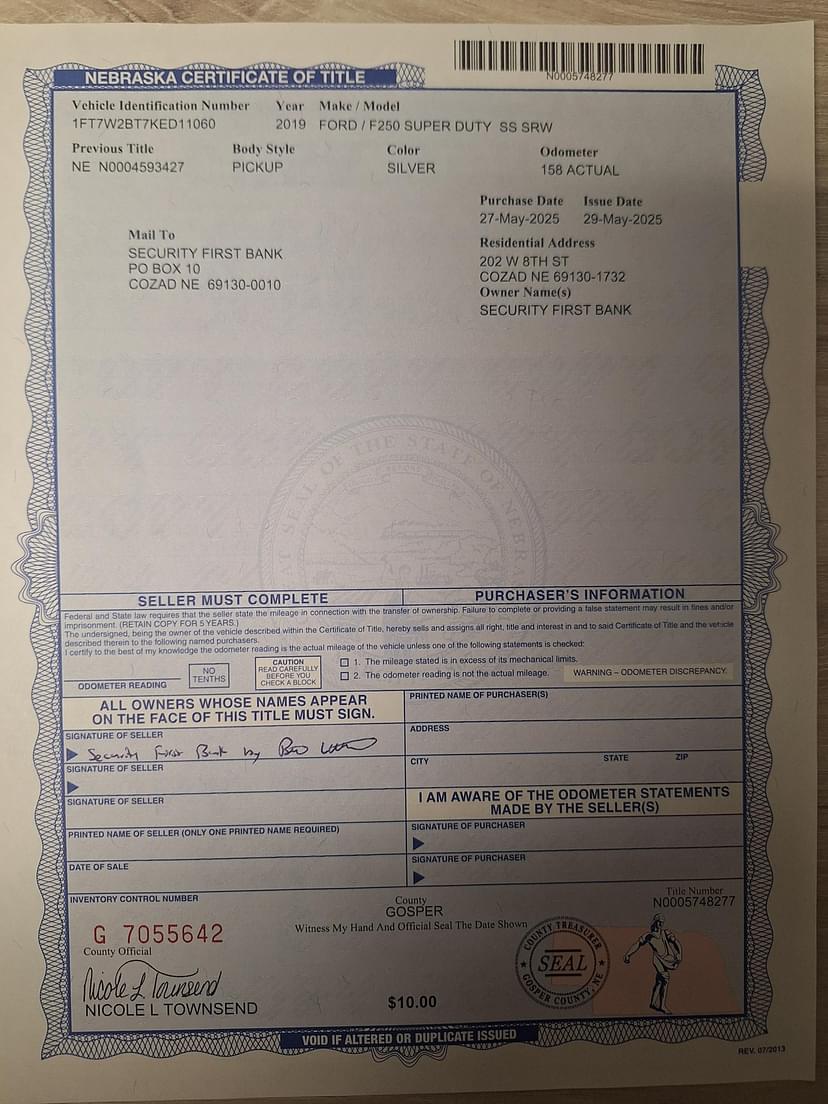 N0005748277
NEBRASKA CERTIFICATE OF TITLE
Vehicle Identification Number Year Make / Model
1FT7W2BT7KED11060 2019 FORD / F250 SUPER DUTY SS SRW
Previous Title Body Style Color Odometer
NE N0004593427 PICKUP SILVER 158 ACTUAL
Purchase Date Issue Date
27-May-2025 29-May-2025
Mail To
SECURITY FIRST BANK
PO BOX 10
COZAD NE 69130-0010
Residential Address
202 W 8TH ST
COZAD NE 69130-1732
Owner Name(s)
SECURITY FIRST BANK
SEAL OF THE STATE OF NEBRA
SELLER MUST COMPLETE PURCHASER'S INFORMATION
Federal and State law requires that the seller state the mileage in connection with the transfer of ownership. Failure to complete or providing a false statement may result in fines and/or
imprisonment. (RETAIN COPY FOR 5 YEARS.)
The undersigned, being the owner of the vehicle described within the Certificate of Title, hereby sells and assigns all right, title and interest in and to said Certificate of Title and the vehicle
described therein to the following named purchasers.
I certify to the best of my knowledge the odometer reading is the actual mileage of the vehicle unless one of the following statements is checked:
ODOMETER READING
NO
TENTHS
CAUTION
READ CAREFULLY
BEFORE YOU
CHECK A BLOCK
1. The mileage stated is in excess of its mechanical limits.
2. The odometer reading is not the actual mileage. WARNING – ODOMETER DISCREPANCY.
ALL OWNERS WHOSE NAMES APPEAR
ON THE FACE OF THIS TITLE MUST SIGN.
SIGNATURE OF SELLER
Security First Bank by
SIGNATURE OF SELLER
SIGNATURE OF SELLER
PRINTED NAME OF SELLER (ONLY ONE PRINTED NAME REQUIRED)
DATE OF SALE
PRINTED NAME OF PURCHASER(S)
ADDRESS
CITY STATE ZIP
I AM AWARE OF THE ODOMETER STATEMENTS
MADE BY THE SELLER(S)
SIGNATURE OF PURCHASER
SIGNATURE OF PURCHASER
INVENTORY CONTROL NUMBER
G 7055642
County Official
Nicole L Townsend
NICOLE L TOWNSEND
County
GOSPER
Witness My Hand And Official Seal The Date Shown
$10.00
COUNTY TREASURER
SEAL
GOSPER COUNTY, NE
Title Number
N0005748277
VOID IF ALTERED OR DUPLICATE ISSUED
REV. 07/2013